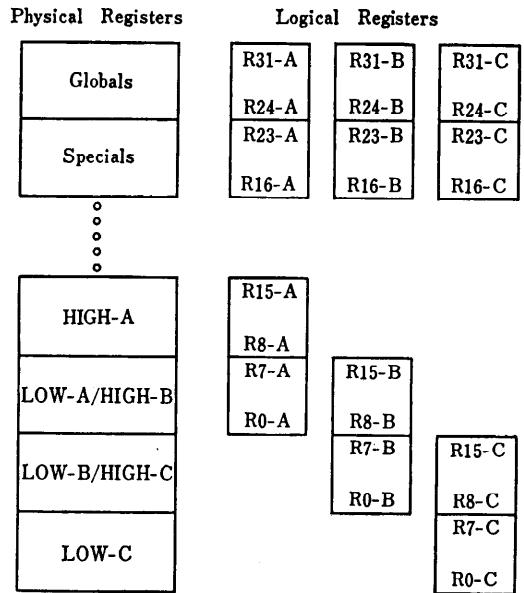 Physical Registers Logical Registers
Globals
R31-A R31-B R31-C
R24-A R24-B R24-C
Specials
R23-A R23-B R23-C
R16-A R16-B R16-C
HIGH-A
R15-A
R8-A
LOW-A/HIGH-B
R7-A R15-B
R0-A R8-B
LOW-B/HIGH-C
R7-B R15-C
R0-B R8-C
LOW-C
R7-C
R0-C